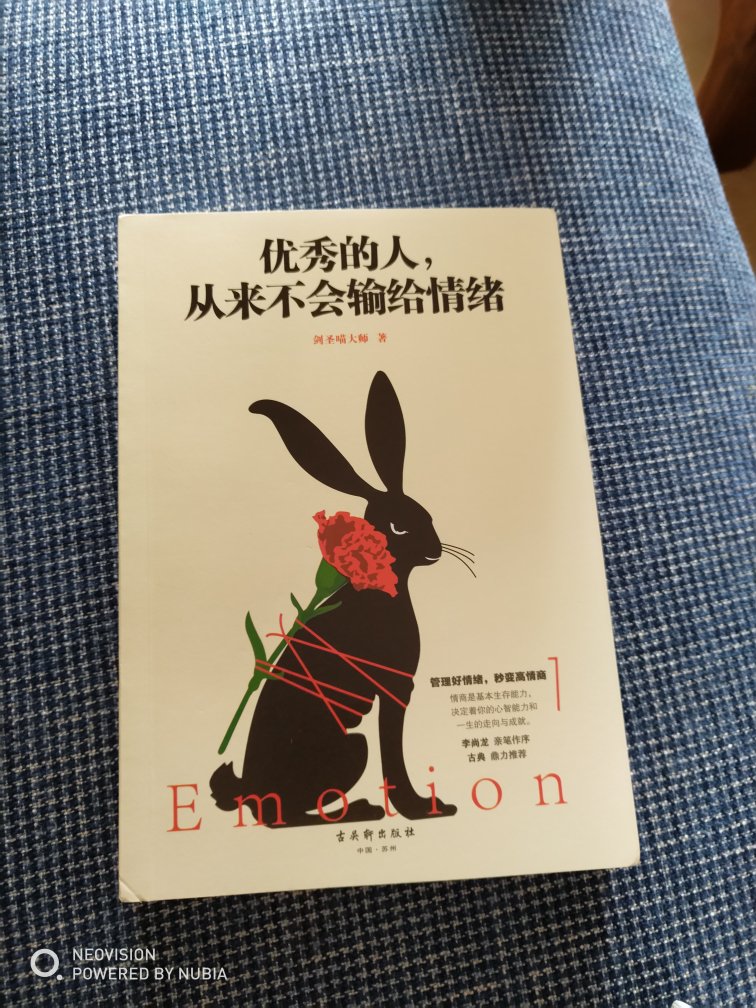 优秀的人，
从来不会输给情绪
剑圣喵大师 著
管理好情绪，秒变高情商
情商是基本生存能力，
决定着你的心智能力和
一生的走向与成就。
李尚龙 亲笔作序
古典 鼎力推荐
Emotion
古吴轩出版社
中国·苏州
NEOVISION
POWERED BY NUBIA